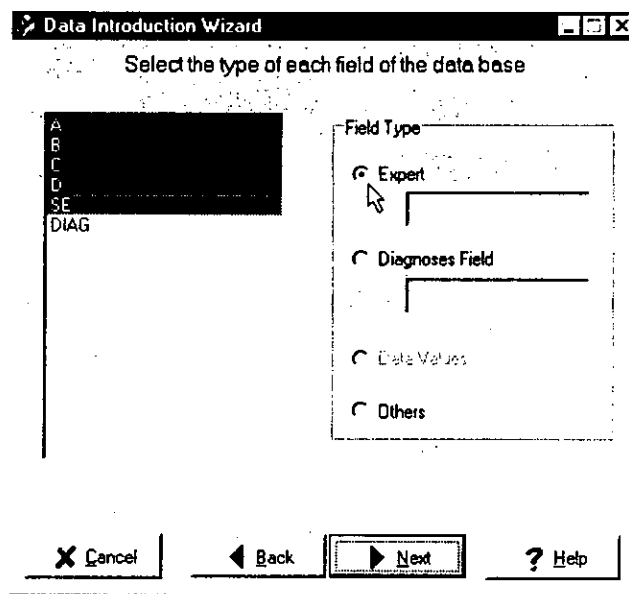 Data Introduction Wizard
Select the type of each field of the data base
A
B
C
D
SE
DIAG
Field Type
Expert
Diagnoses Field
Data Values
Others
Cancel
Back
Next
? Help